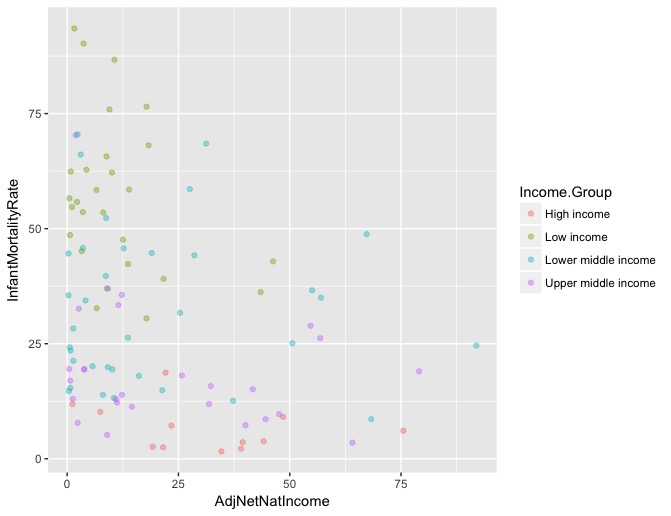 75
50
25
0
InfantMortalityRate
0
25
50
75
AdjNetNatIncome
Income.Group
High income
Low income
Lower middle income
Upper middle income